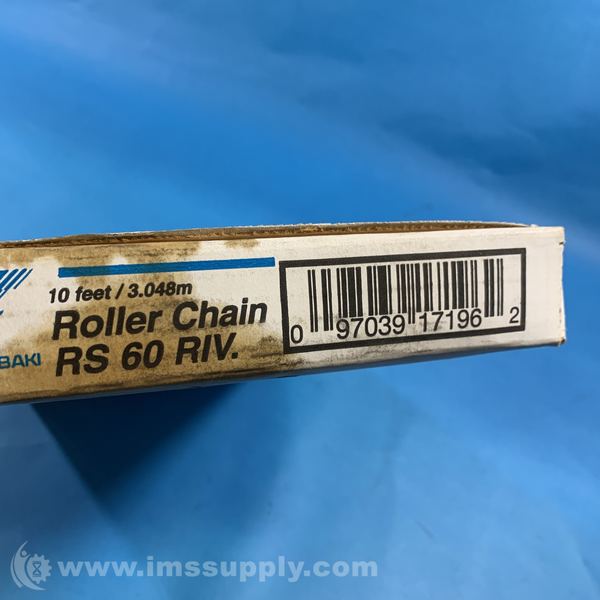 10 feet / 3.048m
Roller Chain
RS 60 RIV.
BAKI
0 97039 17196 2
www.imssupply.com